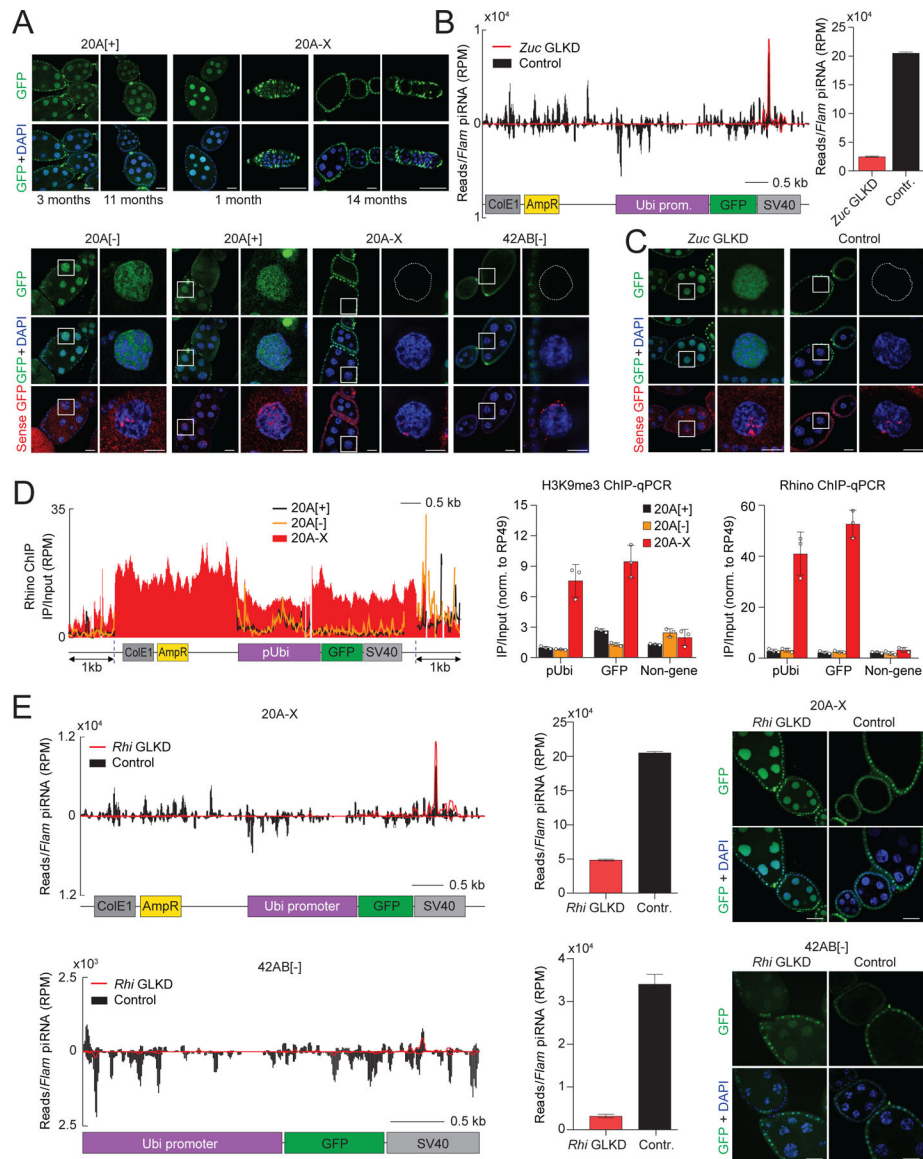 A
20A[+]
20A-X
GFP
GFP + DAPI
3 months
11 months
1 month
14 months
20A[-]
20A[+]
20A-X
42AB[-]
GFP
GFP + DAPI
Sense GFP
B
x10⁴
1
Zuc GLKD
Control
Reads/Flam piRNA (RPM)
0
1
0.5 kb
ColE1
AmpR
Ubi prom.
GFP
SV40
x10⁴
25
20
15
10
5
0
Reads/Flam piRNA (RPM)
Zuc GLKD
Contr.
C
Zuc GLKD
Control
GFP
GFP + DAPI
Sense GFP
D
35
0
Rhino ChIP
IP/Input (RPM)
20A[+]
20A[-]
20A-X
0.5 kb
1kb
ColE1
AmpR
pUbi
GFP
SV40
1kb
H3K9me3 ChIP-qPCR
15
12
9
6
3
0
IP/Input (norm. to RP49)
20A[+]
20A[-]
20A-X
pUbi
GFP
Non-gene
Rhino ChIP-qPCR
60
40
20
0
IP/Input (norm. to RP49)
pUbi
GFP
Non-gene
E
20A-X
x10⁴
1.2
0
1.2
Reads/Flam piRNA (RPM)
Rhi GLKD
Control
0.5 kb
ColE1
AmpR
Ubi promoter
GFP
SV40
x10⁴
25
20
15
10
5
0
Reads/Flam piRNA (RPM)
Rhi GLKD
Contr.
20A-X
Rhi GLKD
Control
GFP
GFP + DAPI
42AB[-]
x10³
2.5
0
2.5
Reads/Flam piRNA (RPM)
Rhi GLKD
Control
0.5 kb
Ubi promoter
GFP
SV40
x10⁴
4
3
2
1
0
Reads/Flam piRNA (RPM)
Rhi GLKD
Contr.
42AB[-]
Rhi GLKD
Control
GFP
GFP + DAPI